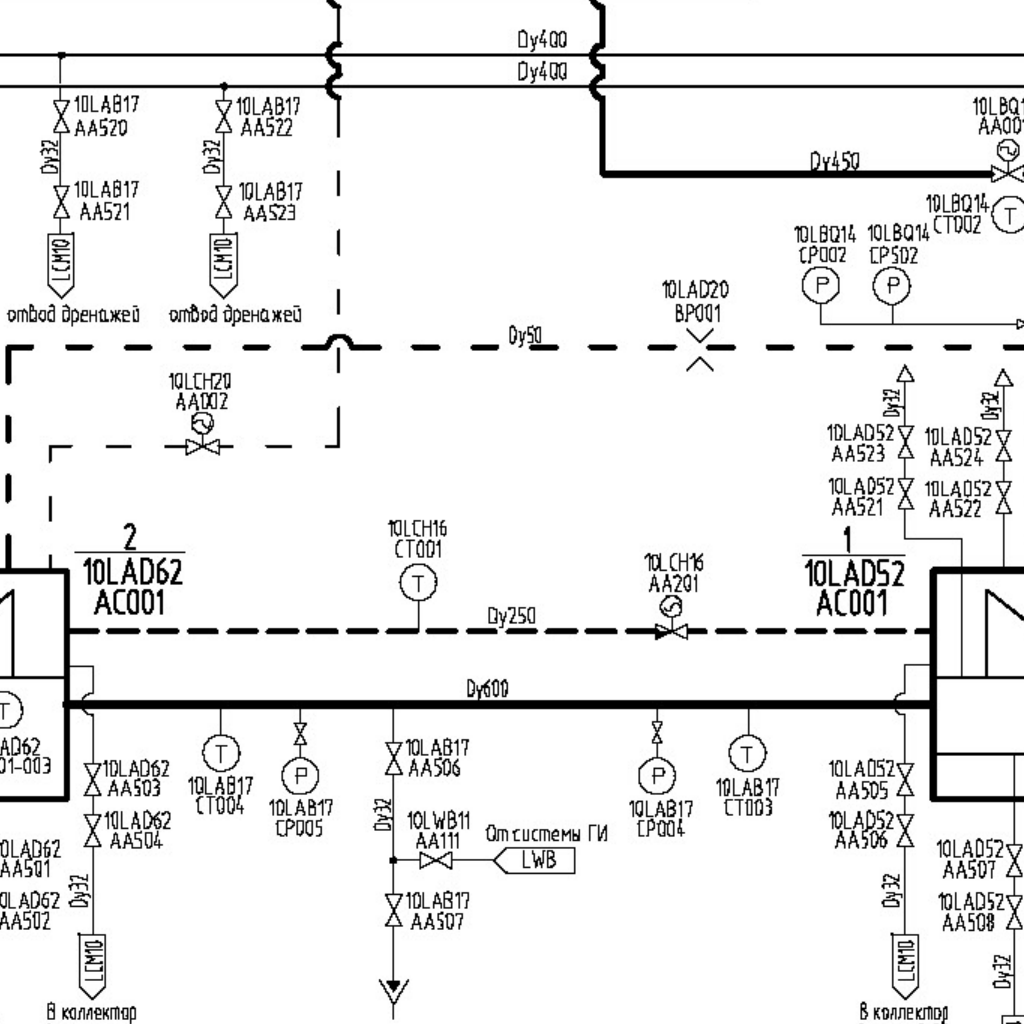 Dy400
Dy400
10LAB17
AA520
Dy32
10LAB17
AA521
LCM10
отвод дренажей
10LAB17
AA522
Dy32
10LAB17
AA523
LCM10
отвод дренажей
10LBQ1
AA001
Dy450
10LBQ14
CT002
T
10LBQ14
CP002
P
10LBQ14
CP502
P
10LAD20
BP001
Dy50
10LCH20
AA002
Dy32
10LAD52
AA523
10LAD52
AA521
Dy32
10LAD52
AA524
10LAD52
AA522
2
10LAD62
AC001
10LCH16
CT001
T
10LCH16
AA201
1
10LAD52
AC001
Dy250
Dy600
T
AD62
01-003
10LAD62
AA503
10LAD62
AA504
Dy32
LCM10
В коллектор
10LAD62
AA501
0LAD62
AA502
T
10LAB17
CT004
P
10LAB17
CP005
10LAB17
AA506
Dy32
10LWB11
AA111
От системы ГИ
LWB
10LAB17
AA507
P
10LAB17
CP004
T
10LAB17
CT003
10LAD52
AA505
10LAD52
AA506
Dy32
LCM10
В коллектор
10LAD52
AA507
10LAD52
AA508
Dy32